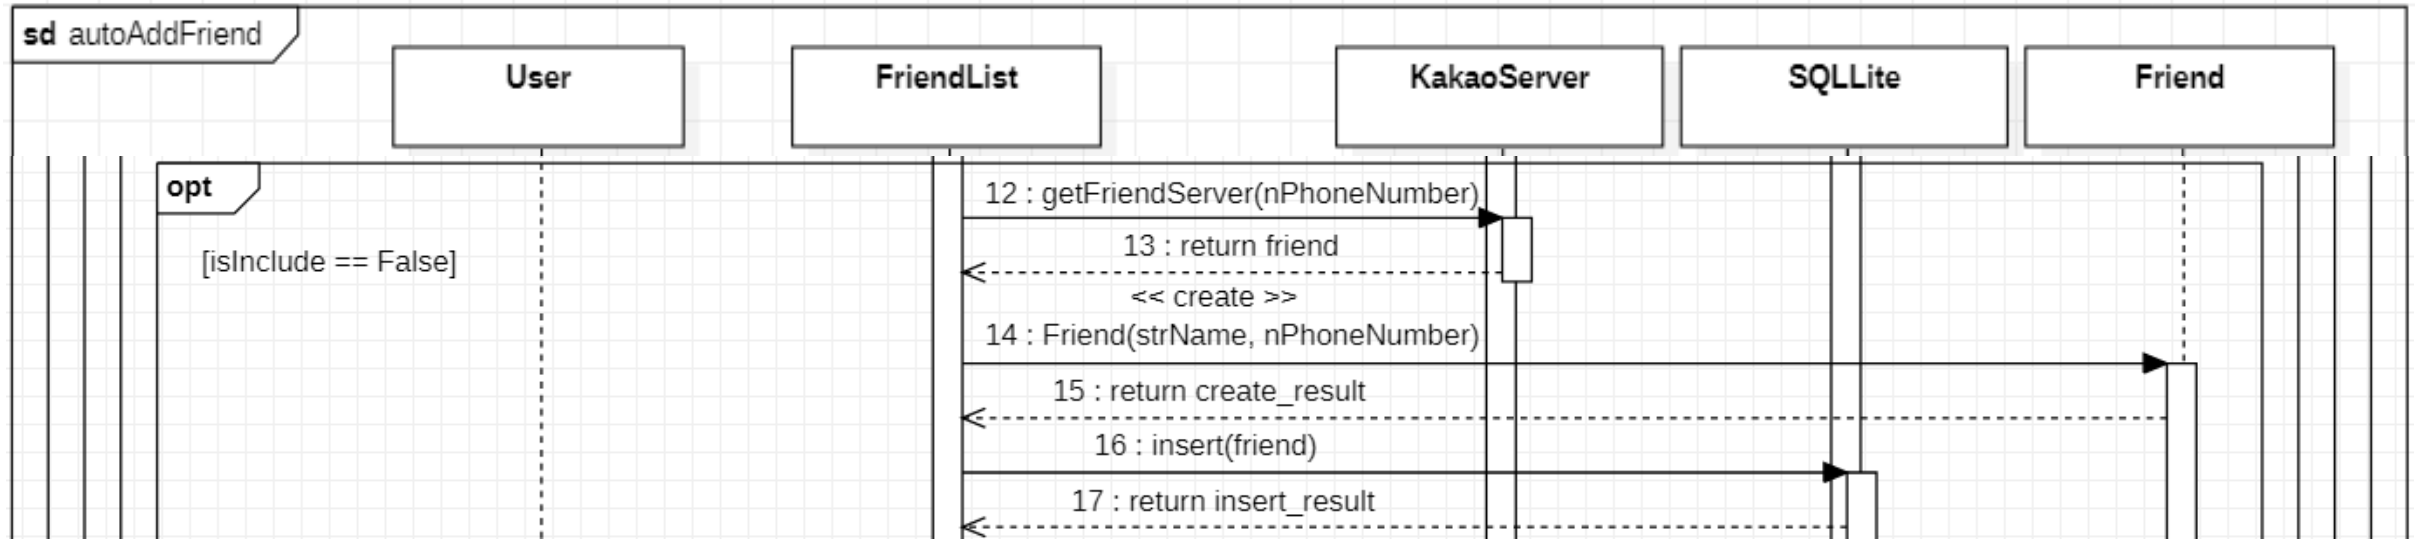 sd autoAddFriend
User
FriendList
KakaoServer
SQLLite
Friend
opt
[isInclude == False]
12 : getFriendServer(nPhoneNumber)
13 : return friend
<< create >>
14 : Friend(strName, nPhoneNumber)
15 : return create_result
16 : insert(friend)
17 : return insert_result